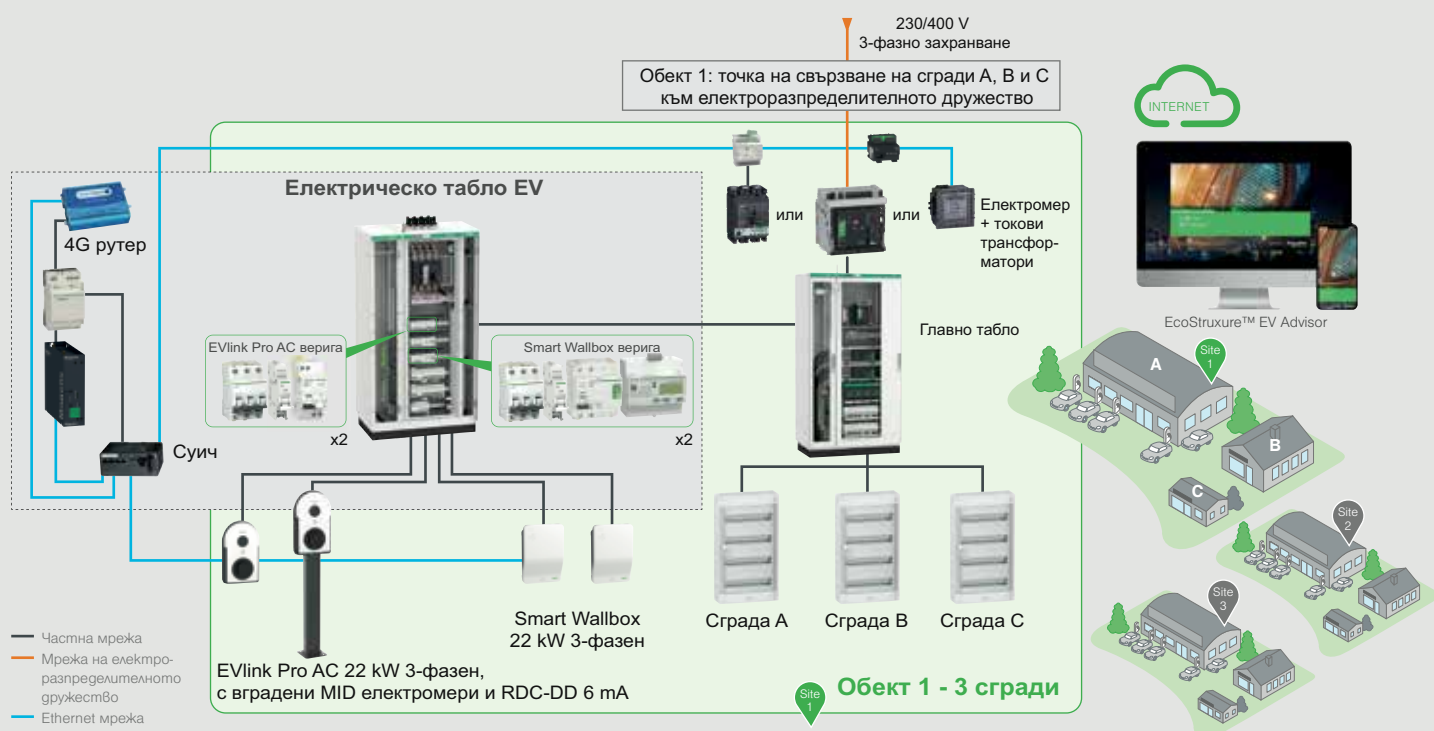 230/400 V
3-фазно захранване
Обект 1: точка на свързване на сгради А, В и С
към електроразпределителното дружество
INTERNET
Електрическо табло EV
4G рутер
или
или
Електромер
+ токови
трансфор-
матори
EcoStruxure™ EV Advisor
Главно табло
EVlink Pro AC верига
x2
Smart Wallbox верига
x2
Суич
A
Site
1
B
C
Site
2
Site
3
Smart Wallbox
22 kW 3-фазен
Сграда А
Сграда В
Сграда С
EVlink Pro AC 22 kW 3-фазен,
с вградени MID електромери и RDC-DD 6 mA
Частна мрежа
Мрежа на електро-
разпределителното
дружество
Ethernet мрежа
Site
1
Обект 1 - 3 сгради